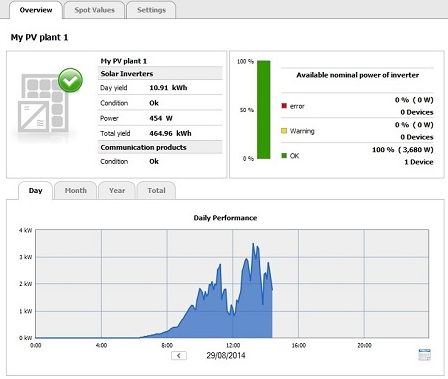 Overview
Spot Values
Settings
My PV plant 1
My PV plant 1
Solar Inverters
Day yield 10.91 kWh
Condition Ok
Power 454 W
Total yield 464.96 kWh
Communication products
Condition Ok
100 %
50 %
0 %
Available nominal power of inverter
error 0 % ( 0 W)
0 Devices
Warning 0 % ( 0 W)
0 Devices
OK 100 % ( 3,680 W)
1 Device
Day
Month
Year
Total
Daily Performance
4 kW
3 kW
2 kW
1 kW
0 kW
0:00 4:00 8:00 12:00 16:00 20:00
< 29/08/2014